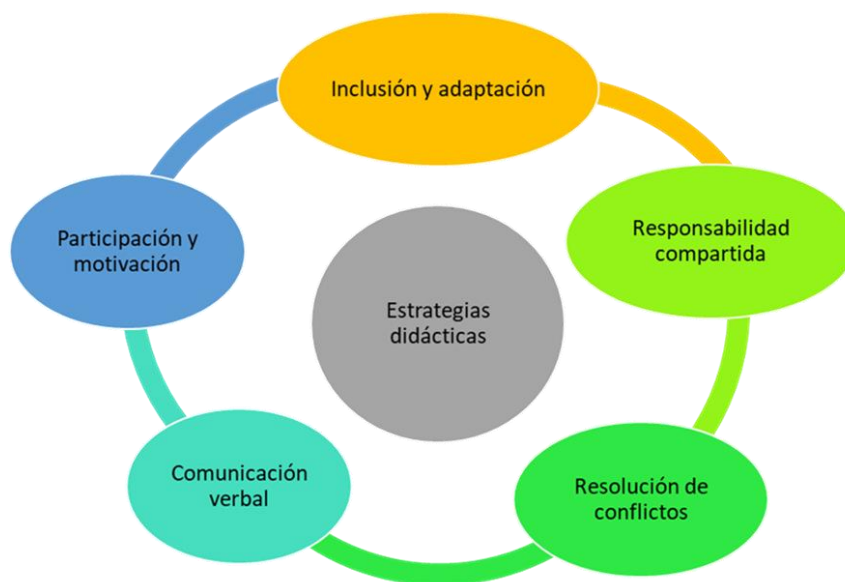 Inclusión y adaptación
Responsabilidad
compartida
Resolución de
conflictos
Comunicación
verbal
Participación y
motivación
Estrategias
didácticas